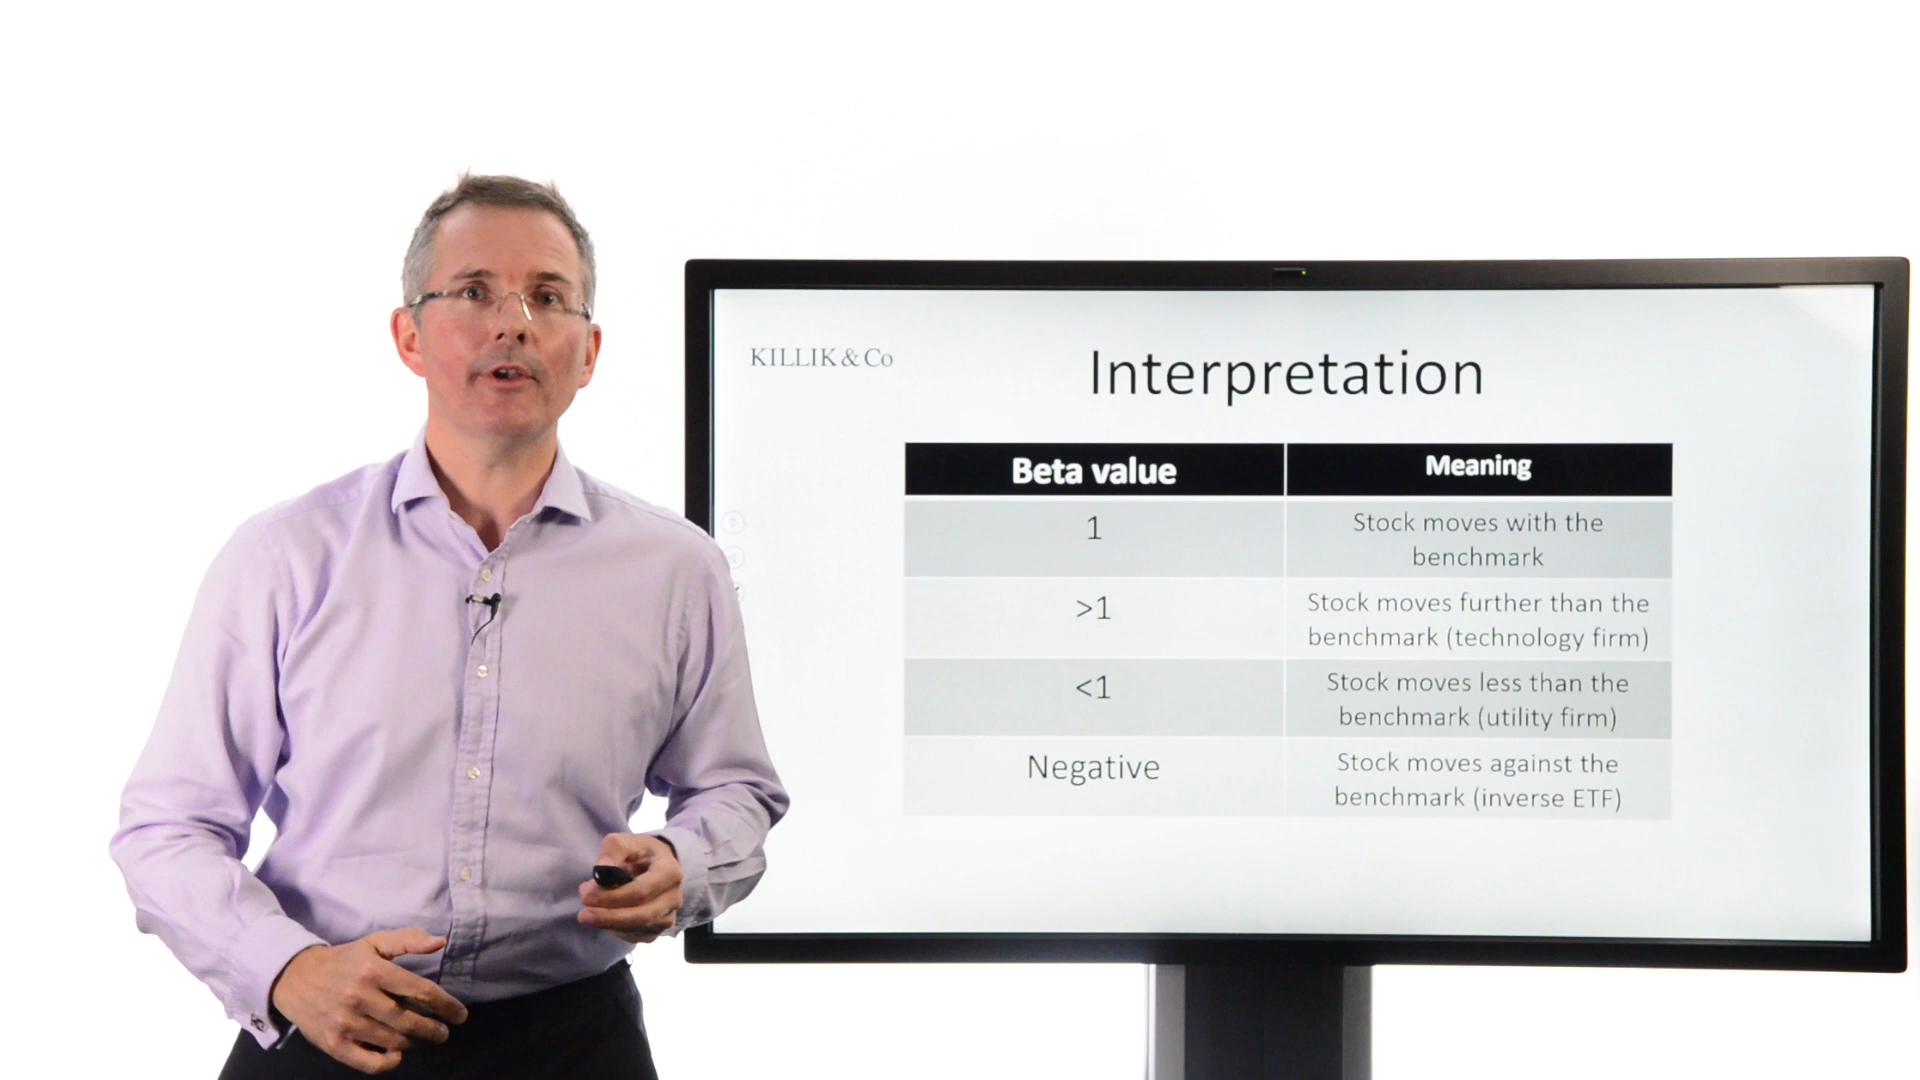 KILLIK & Co
Interpretation
Beta value
Meaning
1
Stock moves with the
benchmark
>1
Stock moves further than the
benchmark (technology firm)
<1
Stock moves less than the
benchmark (utility firm)
Negative
Stock moves against the
benchmark (inverse ETF)